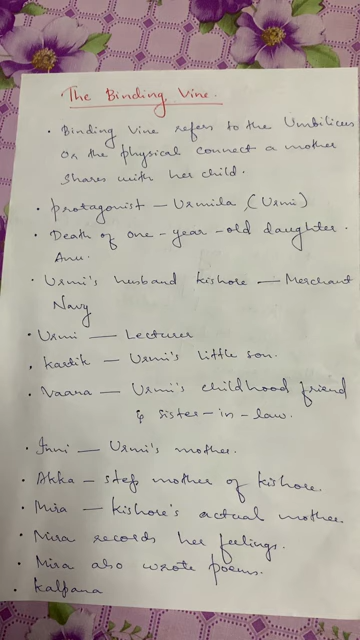 The Binding Vine.
• Binding Vine refers to the Umbilicus
Or the physical connect a mother
Shares with her child.
• protagonist — Urmila (Urmi)
• Death of one-year-old daughter.
Anu.
• Urmi's husband kishore — Merchant
Navy
• Urmi — Lecturer
• Kartik — Urmi's little son.
• Vaana — Urmi's childhood friend
& sister-in-law.
• Inni — Urmi's mother.
• Akka — step mother of kishore.
• Mira — kishore's actual mother.
• Mira records her feelings.
• Mira also wrote poems.
• Kalpana